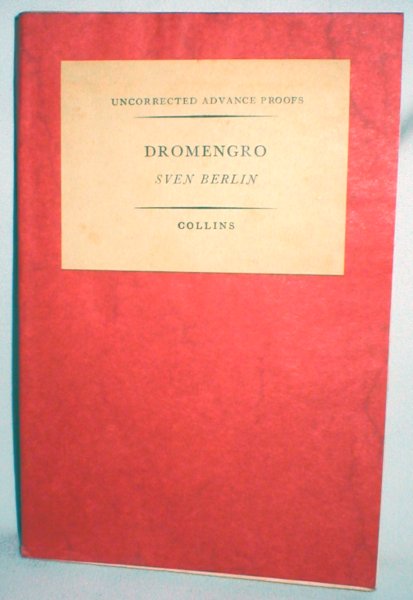 UNCORRECTED ADVANCE PROOFS
DROMENGRO
SVEN BERLIN
COLLINS